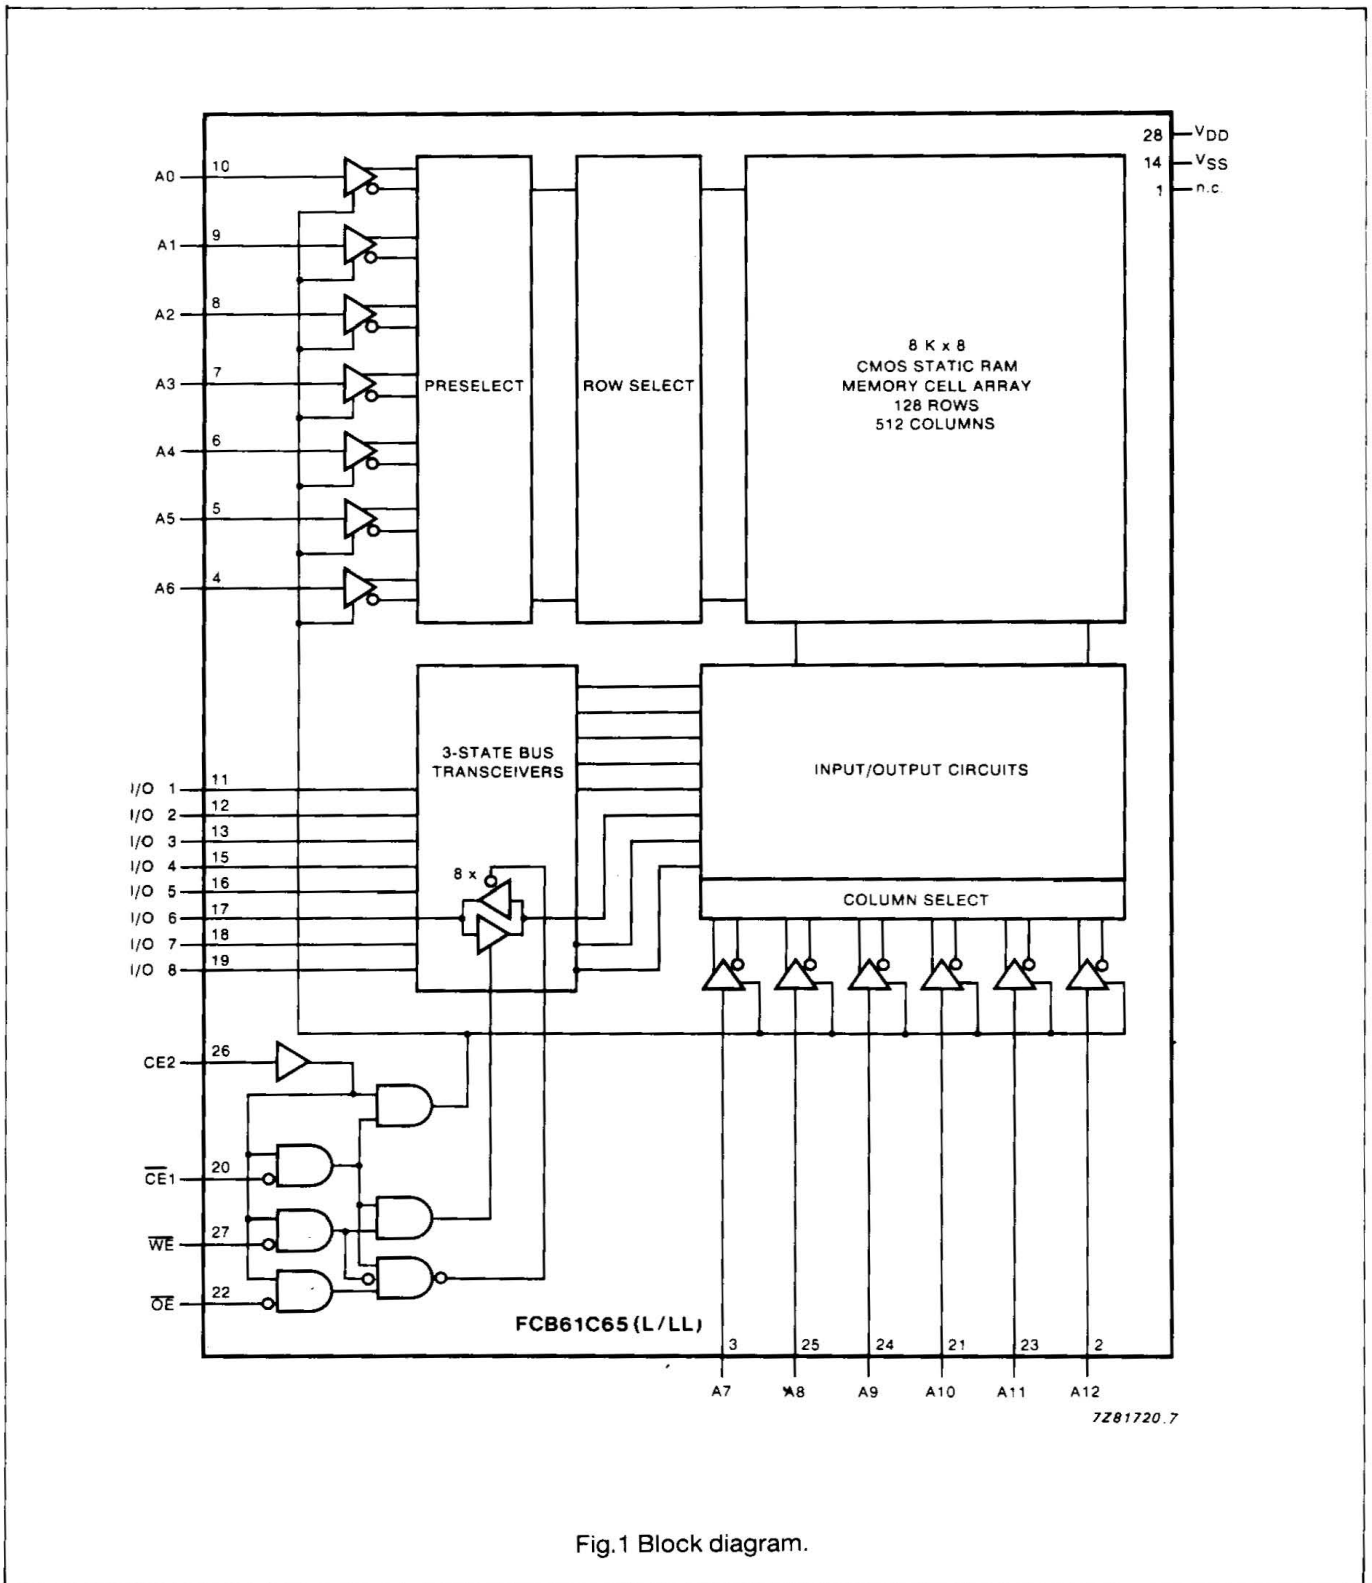 28 VDD
14 VSS
1 n.c.
A0 10
A1 9
A2 8
A3 7
A4 6
A5 5
A6 4
PRESELECT
ROW SELECT
8 K x 8
CMOS STATIC RAM
MEMORY CELL ARRAY
128 ROWS
512 COLUMNS
3-STATE BUS
TRANSCEIVERS
8 x
INPUT/OUTPUT CIRCUITS
COLUMN SELECT
I/O 1 11
I/O 2 12
I/O 3 13
I/O 4 15
I/O 5 16
I/O 6 17
I/O 7 18
I/O 8 19
CE2 26
C̅E̅1 20
W̅E̅ 27
O̅E̅ 22
FCB61C65 (L/LL)
3 25 24 21 23 2
A7 A8 A9 A10 A11 A12
7Z81720.7
Fig.1 Block diagram.